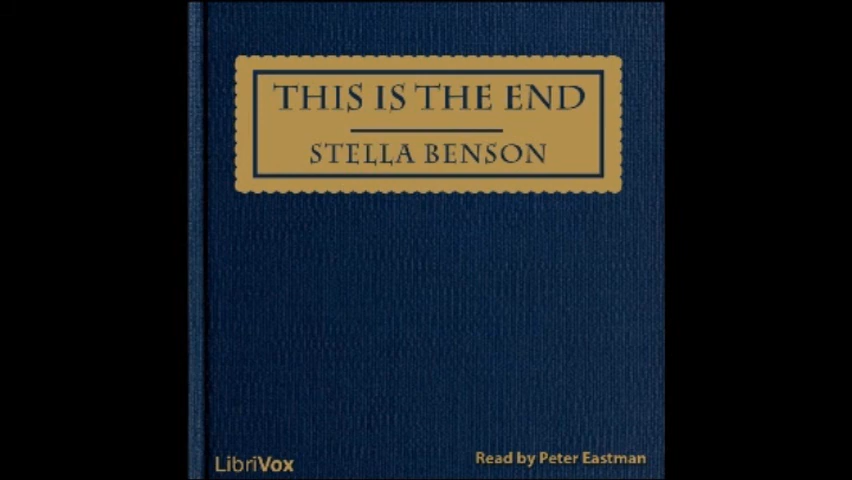 THIS IS THE END
STELLA BENSON
LibriVox
Read by Peter Eastman